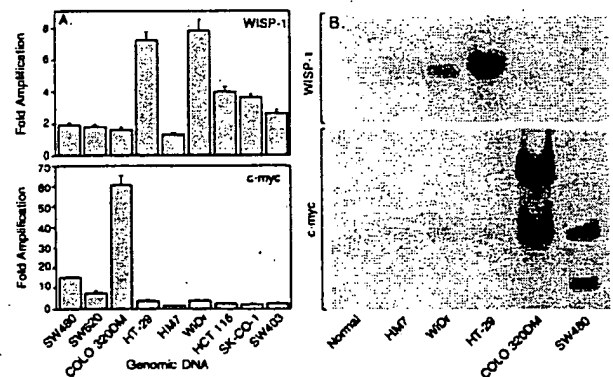 A.
WISP-1
Fold Amplification
8
6
4
2
0
c-myc
Fold Amplification
75
60
50
40
30
20
10
0
SW480
SW620
COLO 320DM
HT-29
HM7
WiDr
HCT 116
SK-CO-1
SW403
Genomic DNA
B.
WISP-1
c-myc
Normal
HM7
WiDr
HT-29
COLO 320DM
SW480